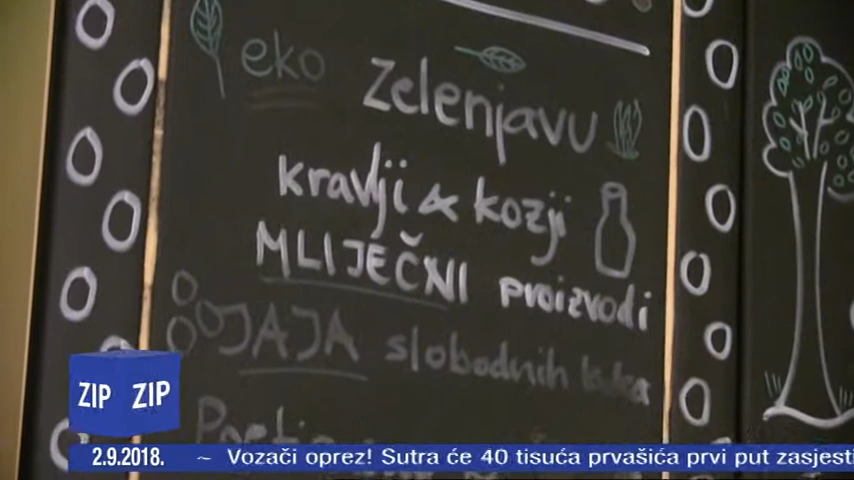 eko zelenjavu
kravlji & kozji
MLIJEČNI proizvodi
JAJA slobodnih koka
ZIP ZIP
2.9.2018. ~ Vozači oprez! Sutra će 40 tisuća prvašića prvi put zasjesti